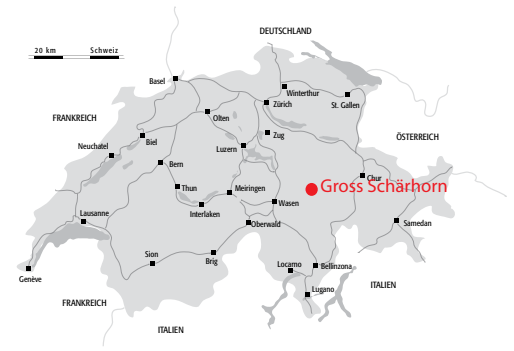 DEUTSCHLAND
20 km Schweiz
Basel
Winterthur
Zürich
St. Gallen
FRANKREICH
Olten
Biel
Zug
ÖSTERREICH
Neuchatel
Luzern
Bern
Chur
Thun
Meiringen
Gross Schärhorn
Wasen
Lausanne
Interlaken
Oberwald
Samedan
Sion
Brig
Locarno
Bellinzona
Genève
Lugano
ITALIEN
FRANKREICH
ITALIEN